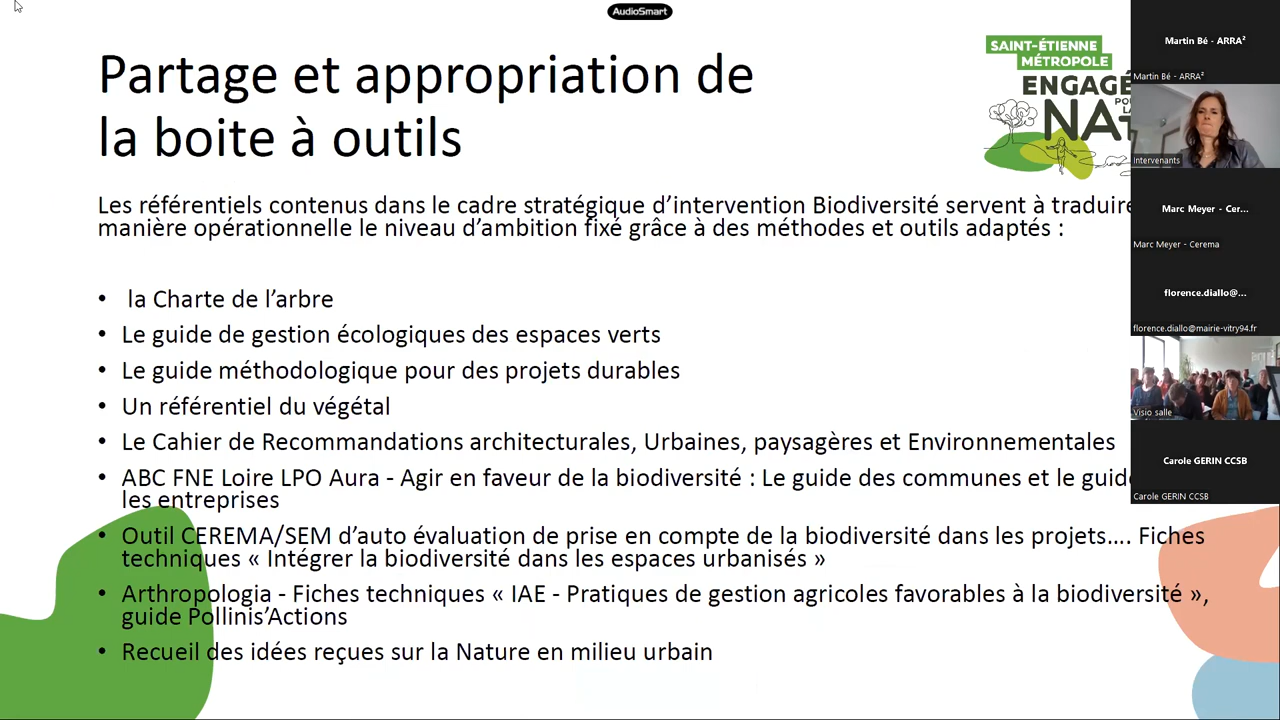 AudioSmart
Partage et appropriation de
la boite à outils
SAINT-ÉTIENNE
MÉTROPOLE
Les référentiels contenus dans le cadre stratégique d’intervention Biodiversité servent à traduire
manière opérationnelle le niveau d’ambition fixé grâce à des méthodes et outils adaptés :
• la Charte de l’arbre
• Le guide de gestion écologiques des espaces verts
• Le guide méthodologique pour des projets durables
• Un référentiel du végétal
• Le Cahier de Recommandations architecturales, Urbaines, paysagères et Environnementales
• ABC FNE Loire LPO Aura - Agir en faveur de la biodiversité : Le guide des communes et le
les entreprises
• Outil CEREMA/SEM d’auto évaluation de prise en compte de la biodiversité dans les projets…. Fiches
techniques « Intégrer la biodiversité dans les espaces urbanisés »
• Arthropologia - Fiches techniques « IAE - Pratiques de gestion agricoles favorables à la biodiversité »,
guide Pollinis’Actions
• Recueil des idées reçues sur la Nature en milieu urbain
Martin Bé - ARRA²
Martin Bé - ARRA²
intervenants
Marc Meyer - Cer...
Marc Meyer - Cerema
florence.diallo@...
florence.diallo@mairie-vitry94.fr
Visio salle
Carole GERIN CCSB
Carole GERIN CCSB